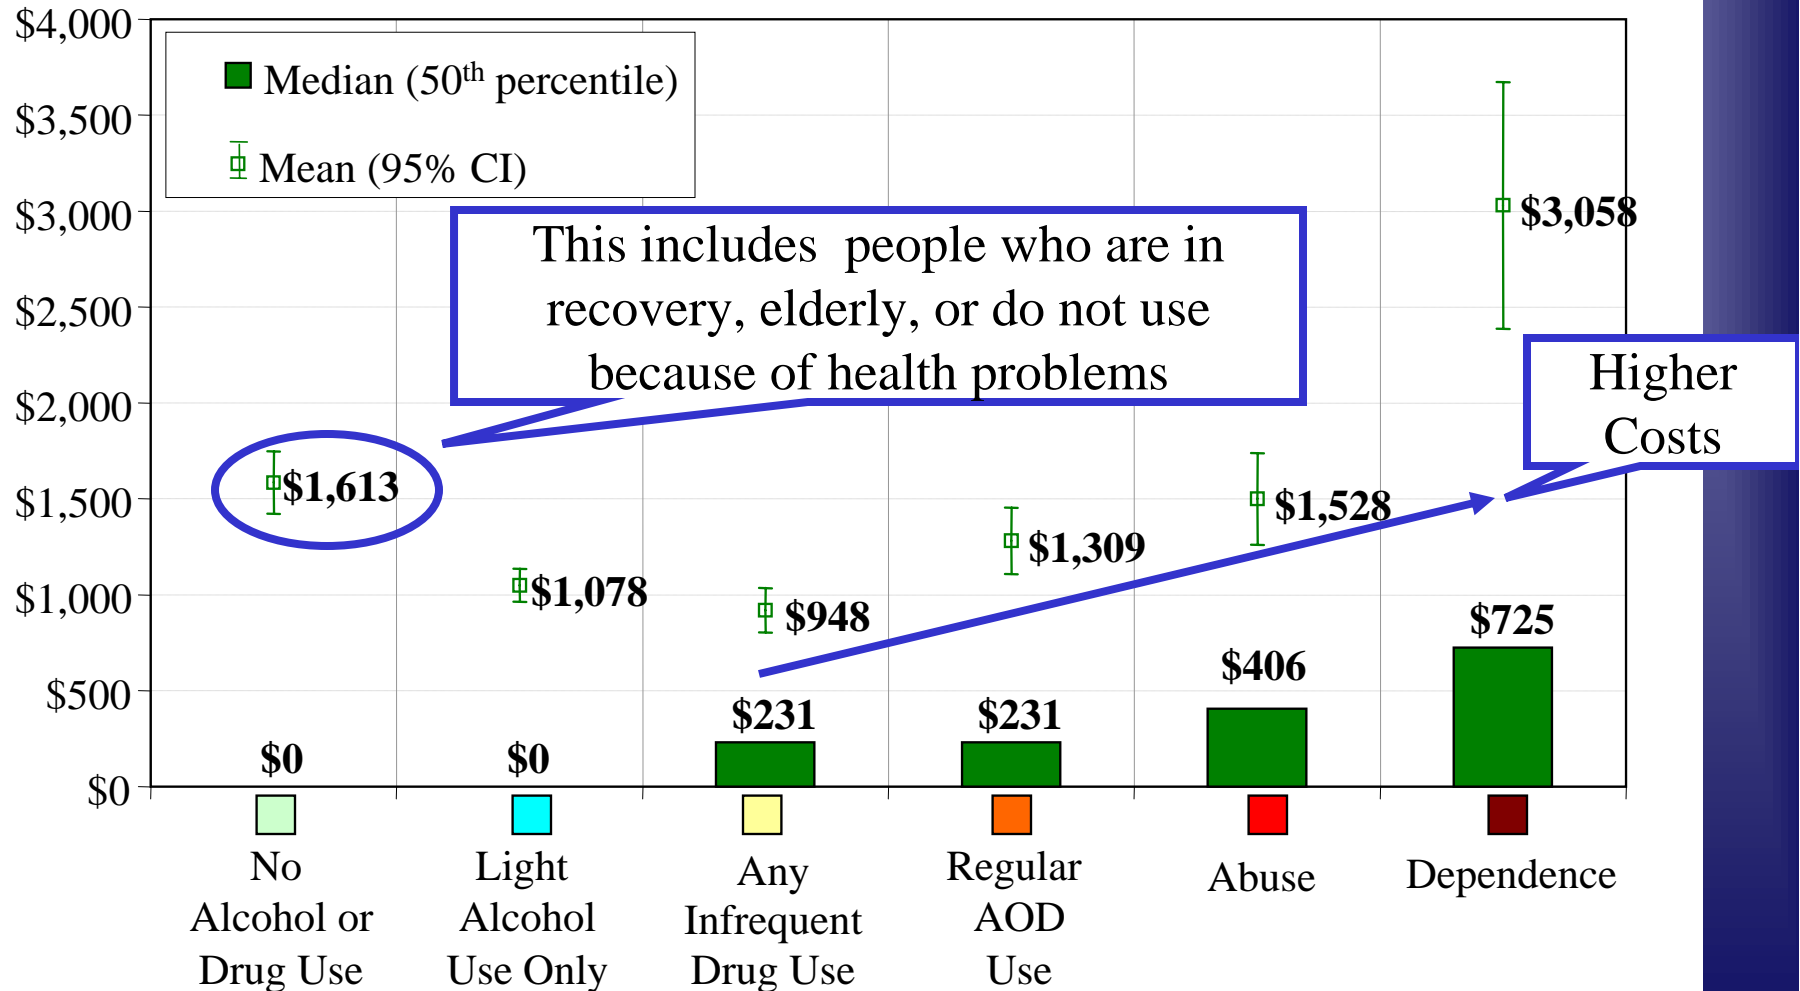 $4,000
$3,500
$3,000
$2,500
$2,000
$1,500
$1,000
$500
$0
Median (50th percentile)
Mean (95% CI)
This includes people who are in
recovery, elderly, or do not use
because of health problems
Higher
Costs
$1,613
$1,078
$948
$1,309
$1,528
$3,058
$0
$0
$231
$231
$406
$725
No
Alcohol or
Drug Use
Light
Alcohol
Use Only
Any
Infrequent
Drug Use
Regular
AOD
Use
Abuse
Dependence